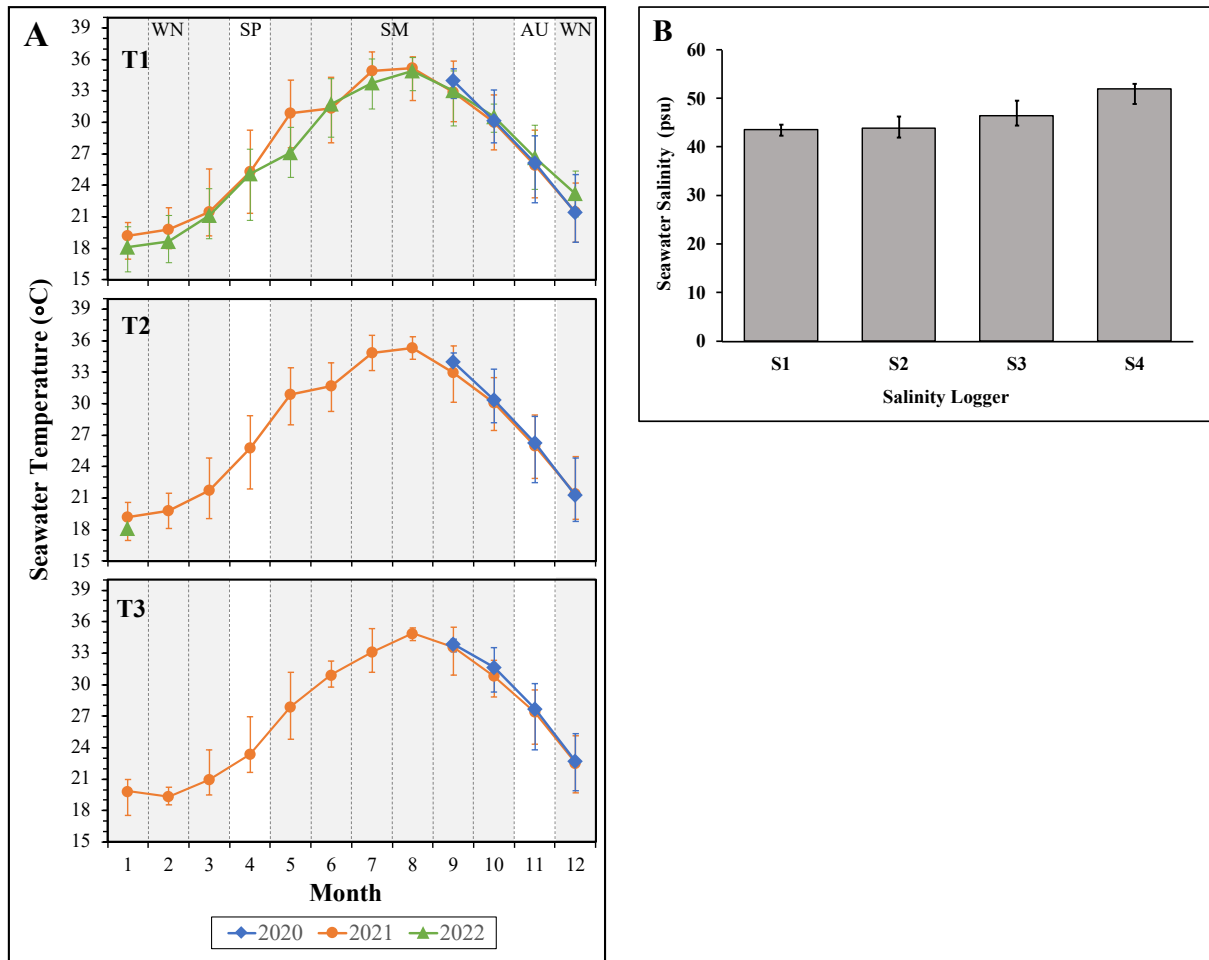 A
WN SP SM AU WN
T1
39
36
33
30
27
24
21
18
15
T2
39
36
33
30
27
24
21
18
15
T3
39
36
33
30
27
24
21
18
15
Seawater Temperature (∘C)
1 2 3 4 5 6 7 8 9 10 11 12
Month
2020 2021 2022
B
60
50
40
30
20
10
0
Seawater Salinity (psu)
S1 S2 S3 S4
Salinity Logger